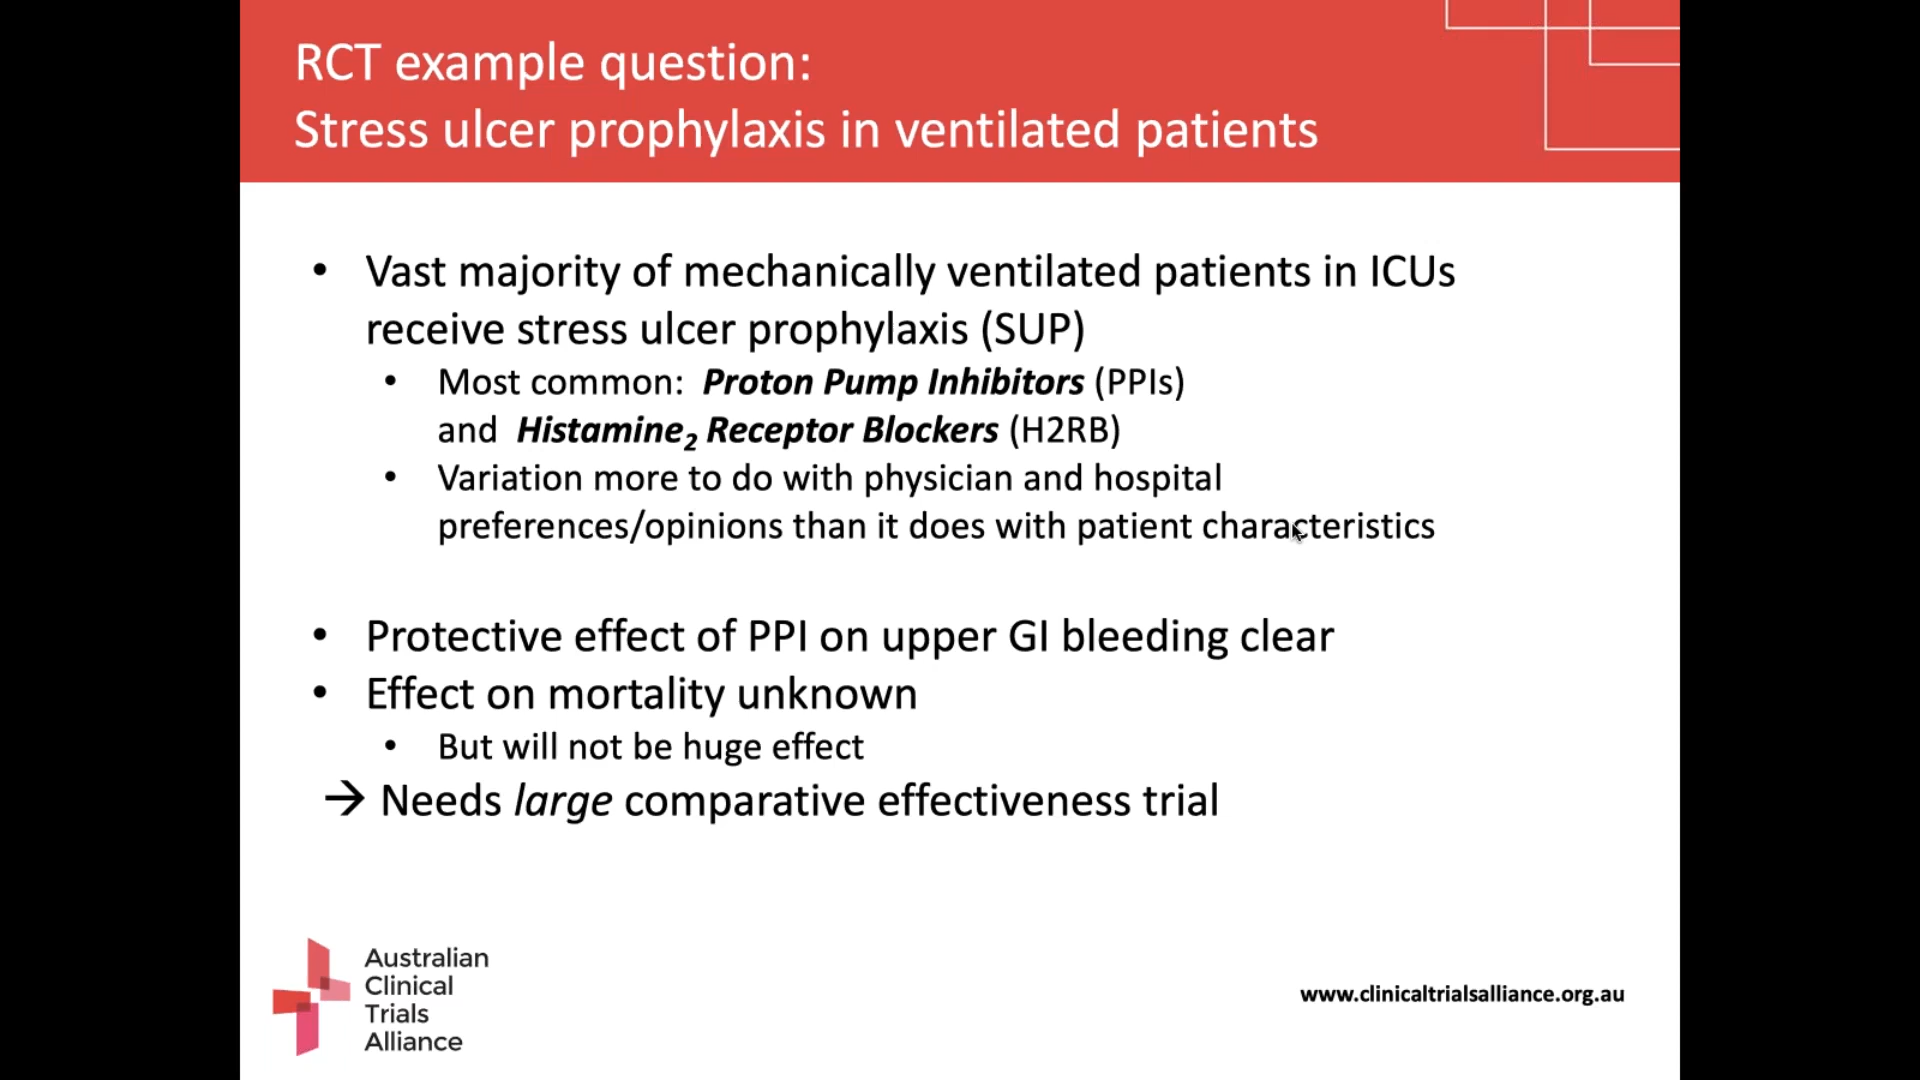 RCT example question:
Stress ulcer prophylaxis in ventilated patients
• Vast majority of mechanically ventilated patients in ICUs
receive stress ulcer prophylaxis (SUP)
• Most common: Proton Pump Inhibitors (PPIs)
and Histamine₂ Receptor Blockers (H2RB)
• Variation more to do with physician and hospital
preferences/opinions than it does with patient characteristics
• Protective effect of PPI on upper GI bleeding clear
• Effect on mortality unknown
• But will not be huge effect
→ Needs large comparative effectiveness trial
Australian
Clinical
Trials
Alliance
www.clinicaltrialsalliance.org.au